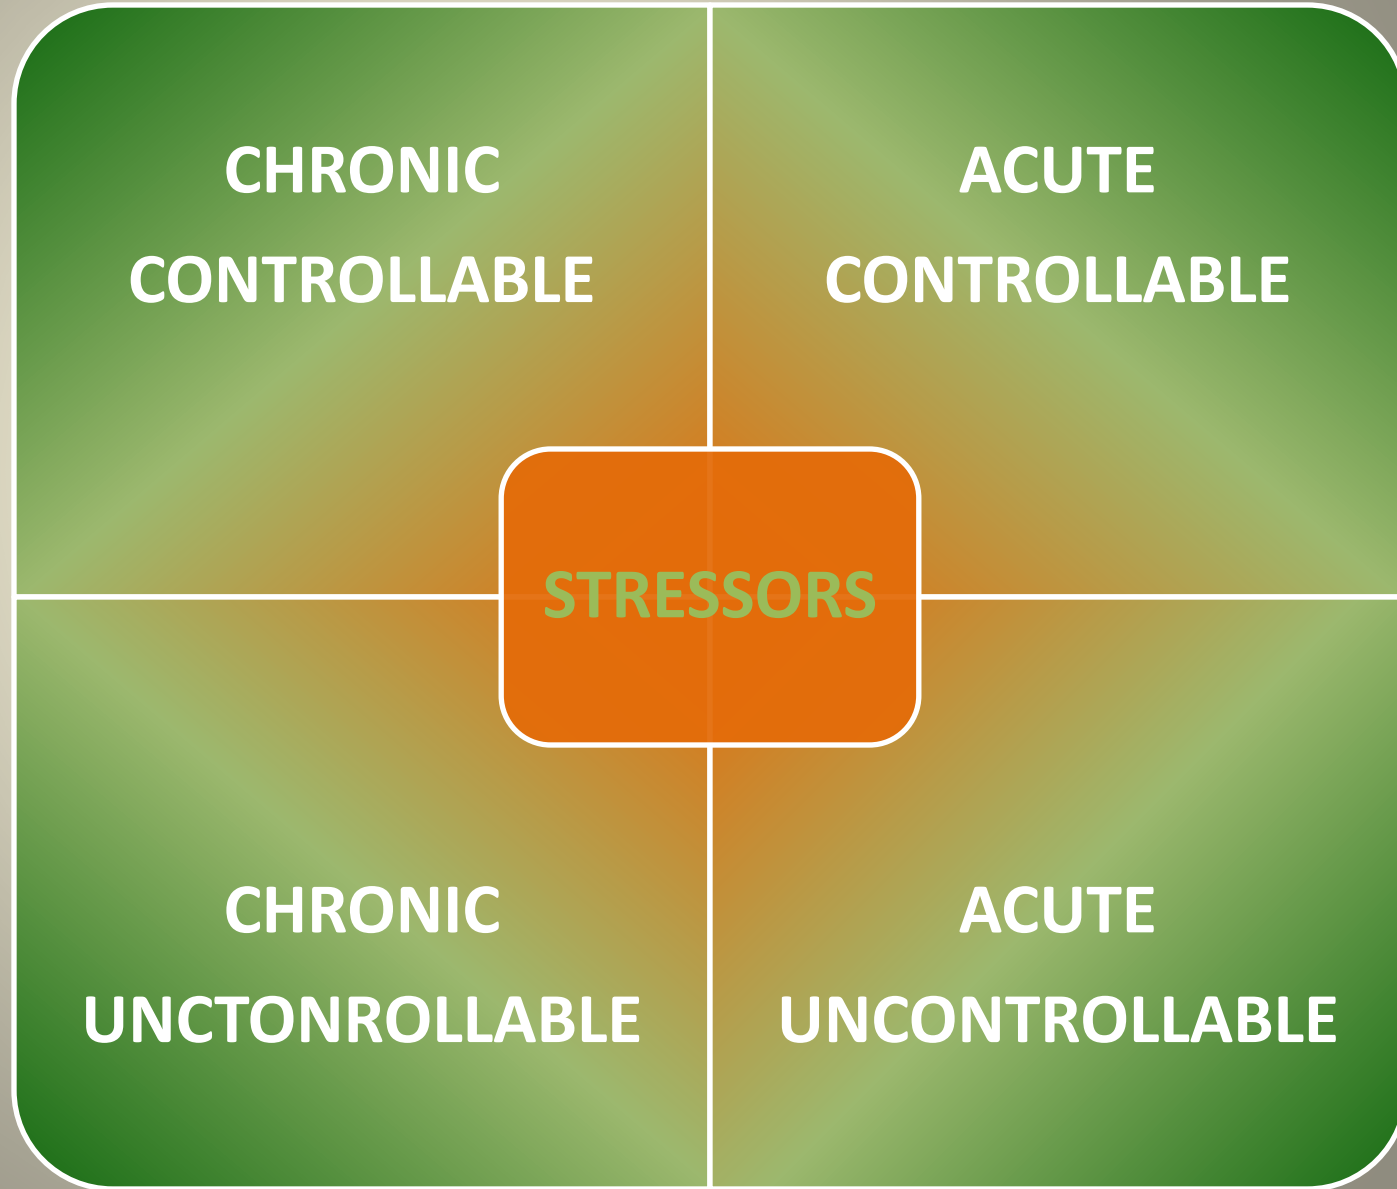 CHRONIC
CONTROLLABLE
ACUTE
CONTROLLABLE
STRESSORS
CHRONIC
UNCTONROLLABLE
ACUTE
UNCONTROLLABLE